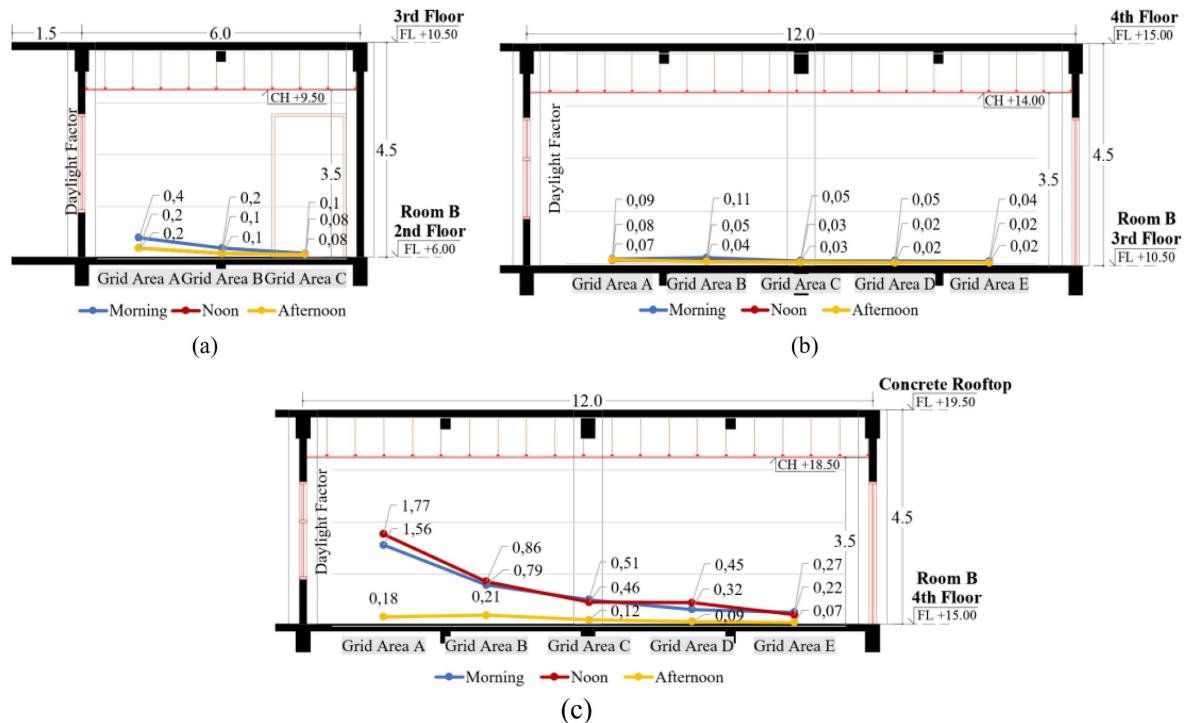 3rd Floor
FL +10.50
1.5
6.0
CH +9.50
Daylight Factor
4.5
3.5
0,4
0,2
0,2
0,2
0,1
0,1
0,1
0,08
0,08
Room B
2nd Floor
FL +6.00
Grid Area A
Grid Area B
Grid Area C
Morning
Noon
Afternoon
(a)
4th Floor
FL +15.00
12.0
CH +14.00
Daylight Factor
4.5
3.5
0,09
0,08
0,07
0,11
0,05
0,04
0,05
0,03
0,03
0,05
0,02
0,02
0,04
0,02
0,02
Room B
3rd Floor
FL +10.50
Grid Area A
Grid Area B
Grid Area C
Grid Area D
Grid Area E
Morning
Noon
Afternoon
(b)
Concrete Rooftop
FL +19.50
12.0
CH +18.50
Daylight Factor
4.5
3.5
1,77
1,56
0,18
0,86
0,79
0,21
0,51
0,46
0,12
0,45
0,32
0,09
0,27
0,22
0,07
Room B
4th Floor
FL +15.00
Grid Area A
Grid Area B
Grid Area C
Grid Area D
Grid Area E
Morning
Noon
Afternoon
(c)